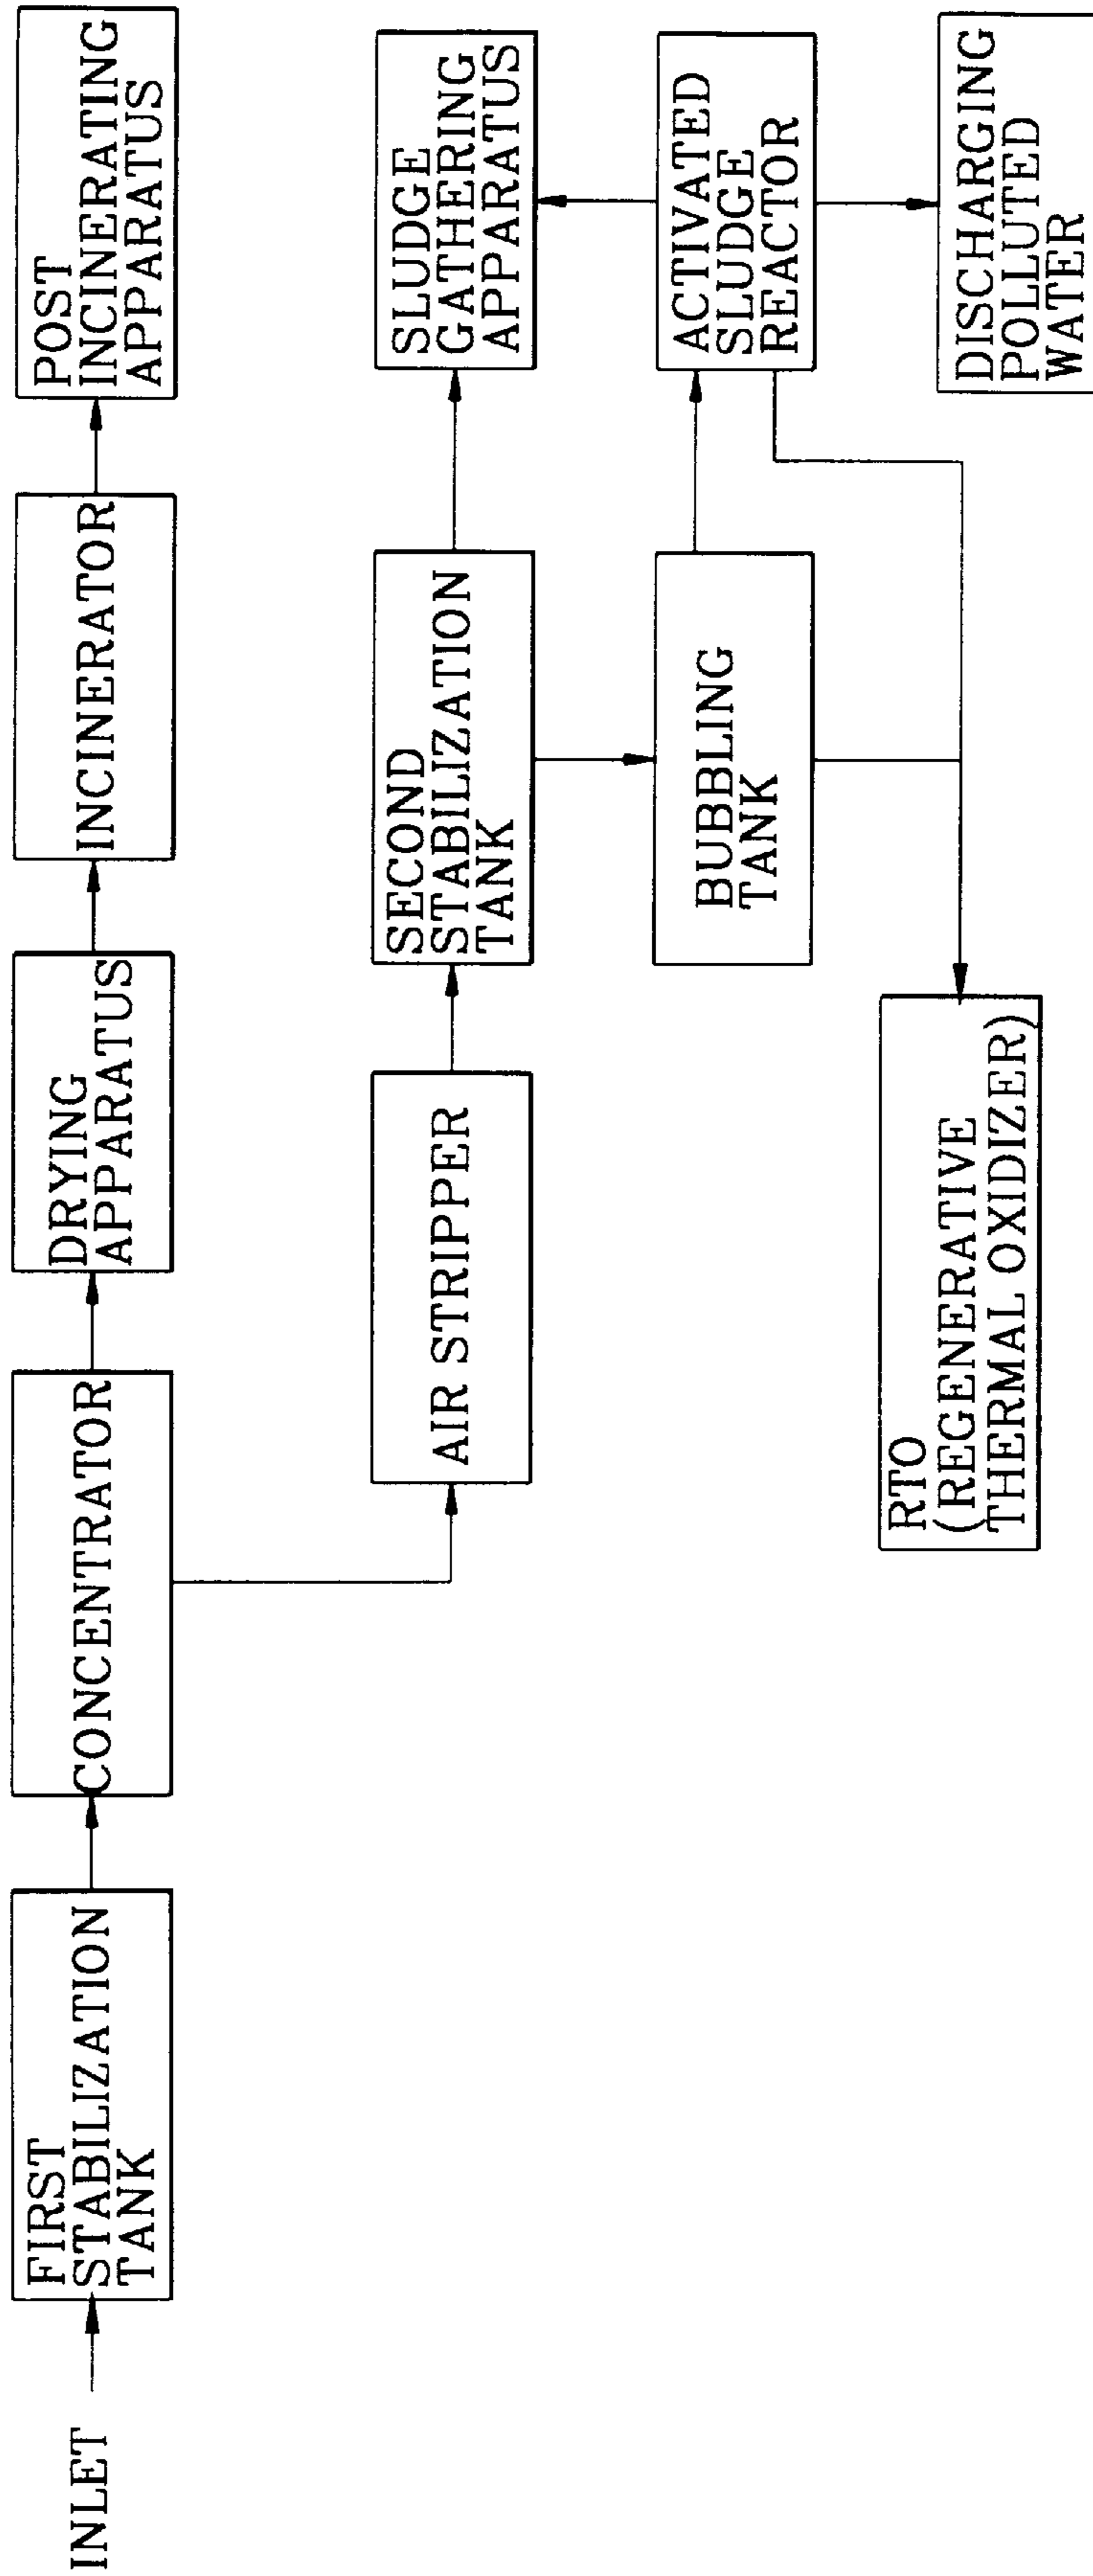 INLET
FIRST
STABILIZATION
TANK
CONCENTRATOR
DRYING
APPARATUS
INCINERATOR
POST
INCINERATING
APPARATUS
AIR STRIPPER
SECOND
STABILIZATION
TANK
SLUDGE
GATHERING
APPARATUS
BUBBLING
TANK
ACTIVATED
SLUDGE
REACTOR
RTO
(REGENERATIVE
THERMAL OXIDIZER)
DISCHARGING
POLLUTED
WATER